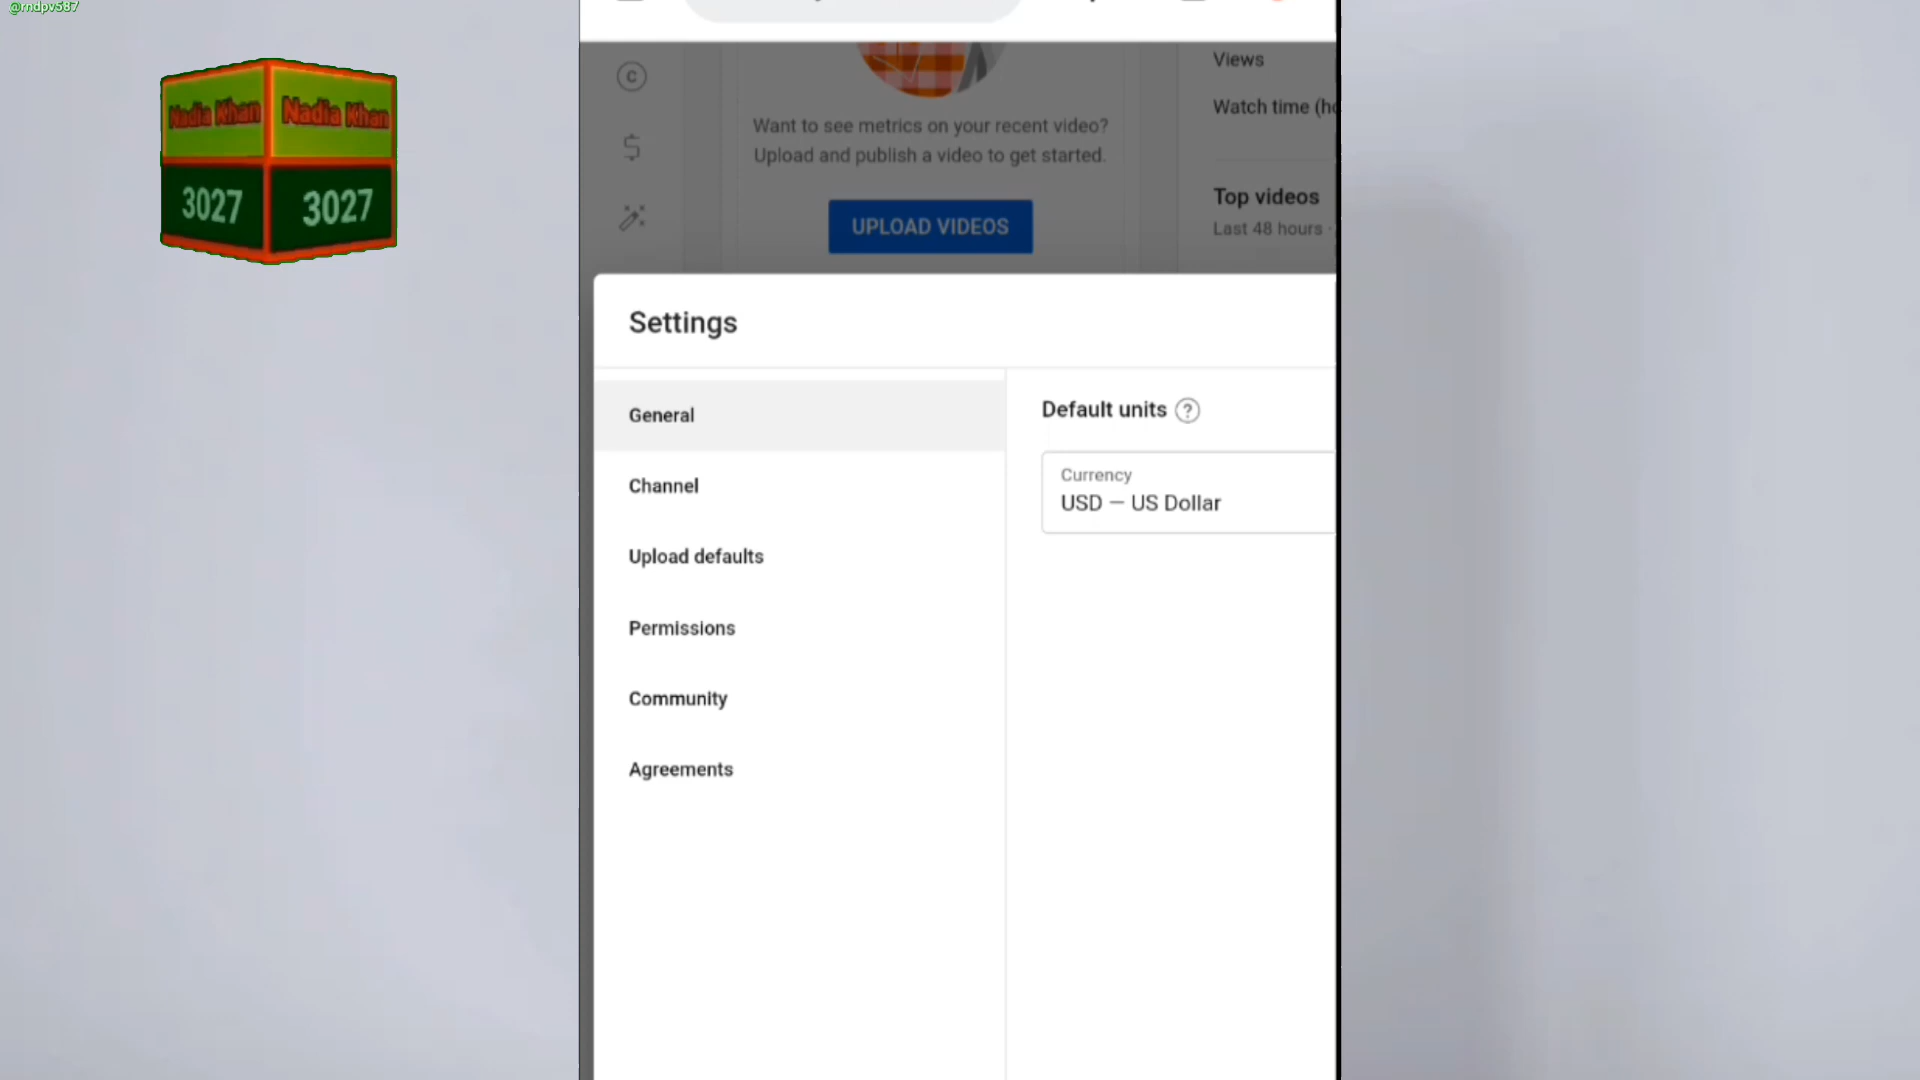 @rndpv587
Nadia Khan Nadia Khan
3027 3027
C
Views
Watch time (ho
Want to see metrics on your recent video?
Upload and publish a video to get started.
UPLOAD VIDEOS
Top videos
Last 48 hours ·
Settings
General
Channel
Upload defaults
Permissions
Community
Agreements
Default units ?
Currency
USD — US Dollar